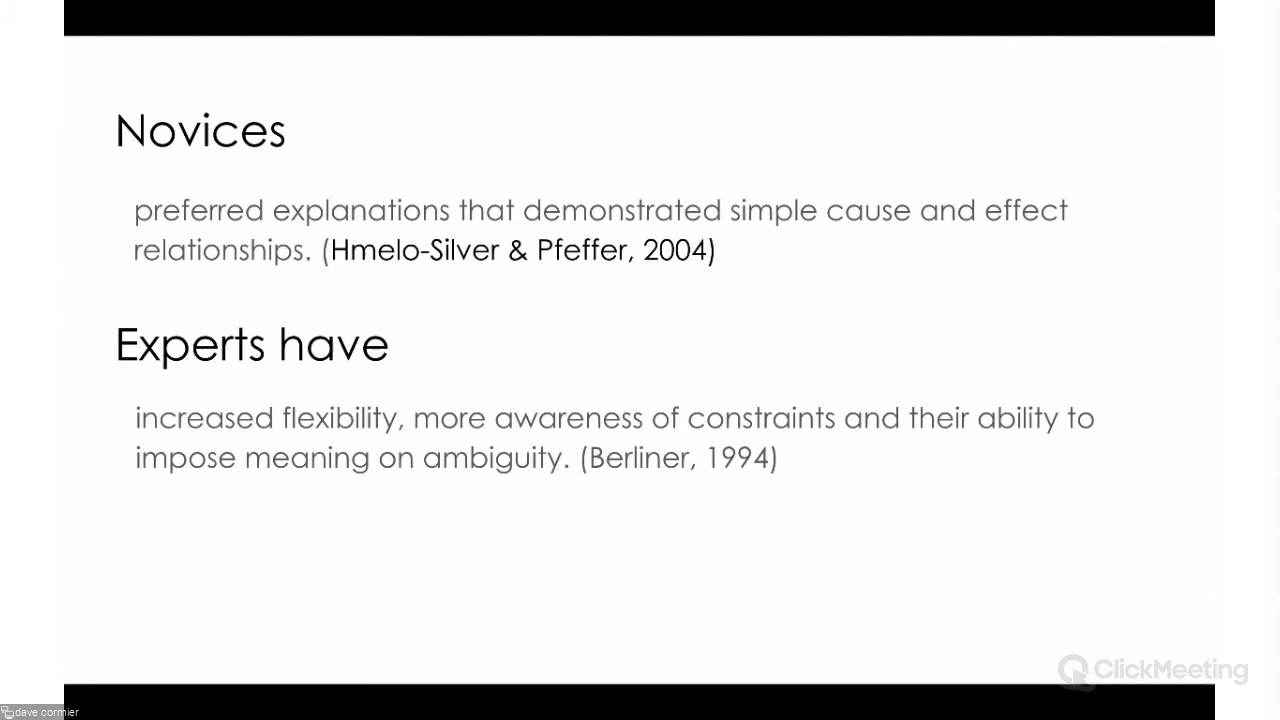 Novices
preferred explanations that demonstrated simple cause and effect
relationships. (Hmelo-Silver & Pfeffer, 2004)
Experts have
increased flexibility, more awareness of constraints and their ability to
impose meaning on ambiguity. (Berliner, 1994)
ClickMeeting
dave cormier